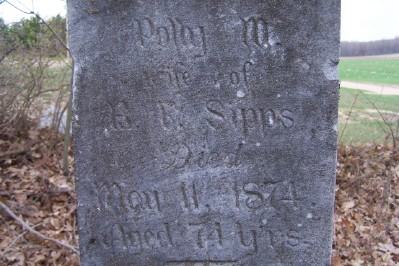 Polly M.
wife of
B. F. Sipps
Died
May 11, 1874
Aged 74 Yrs.